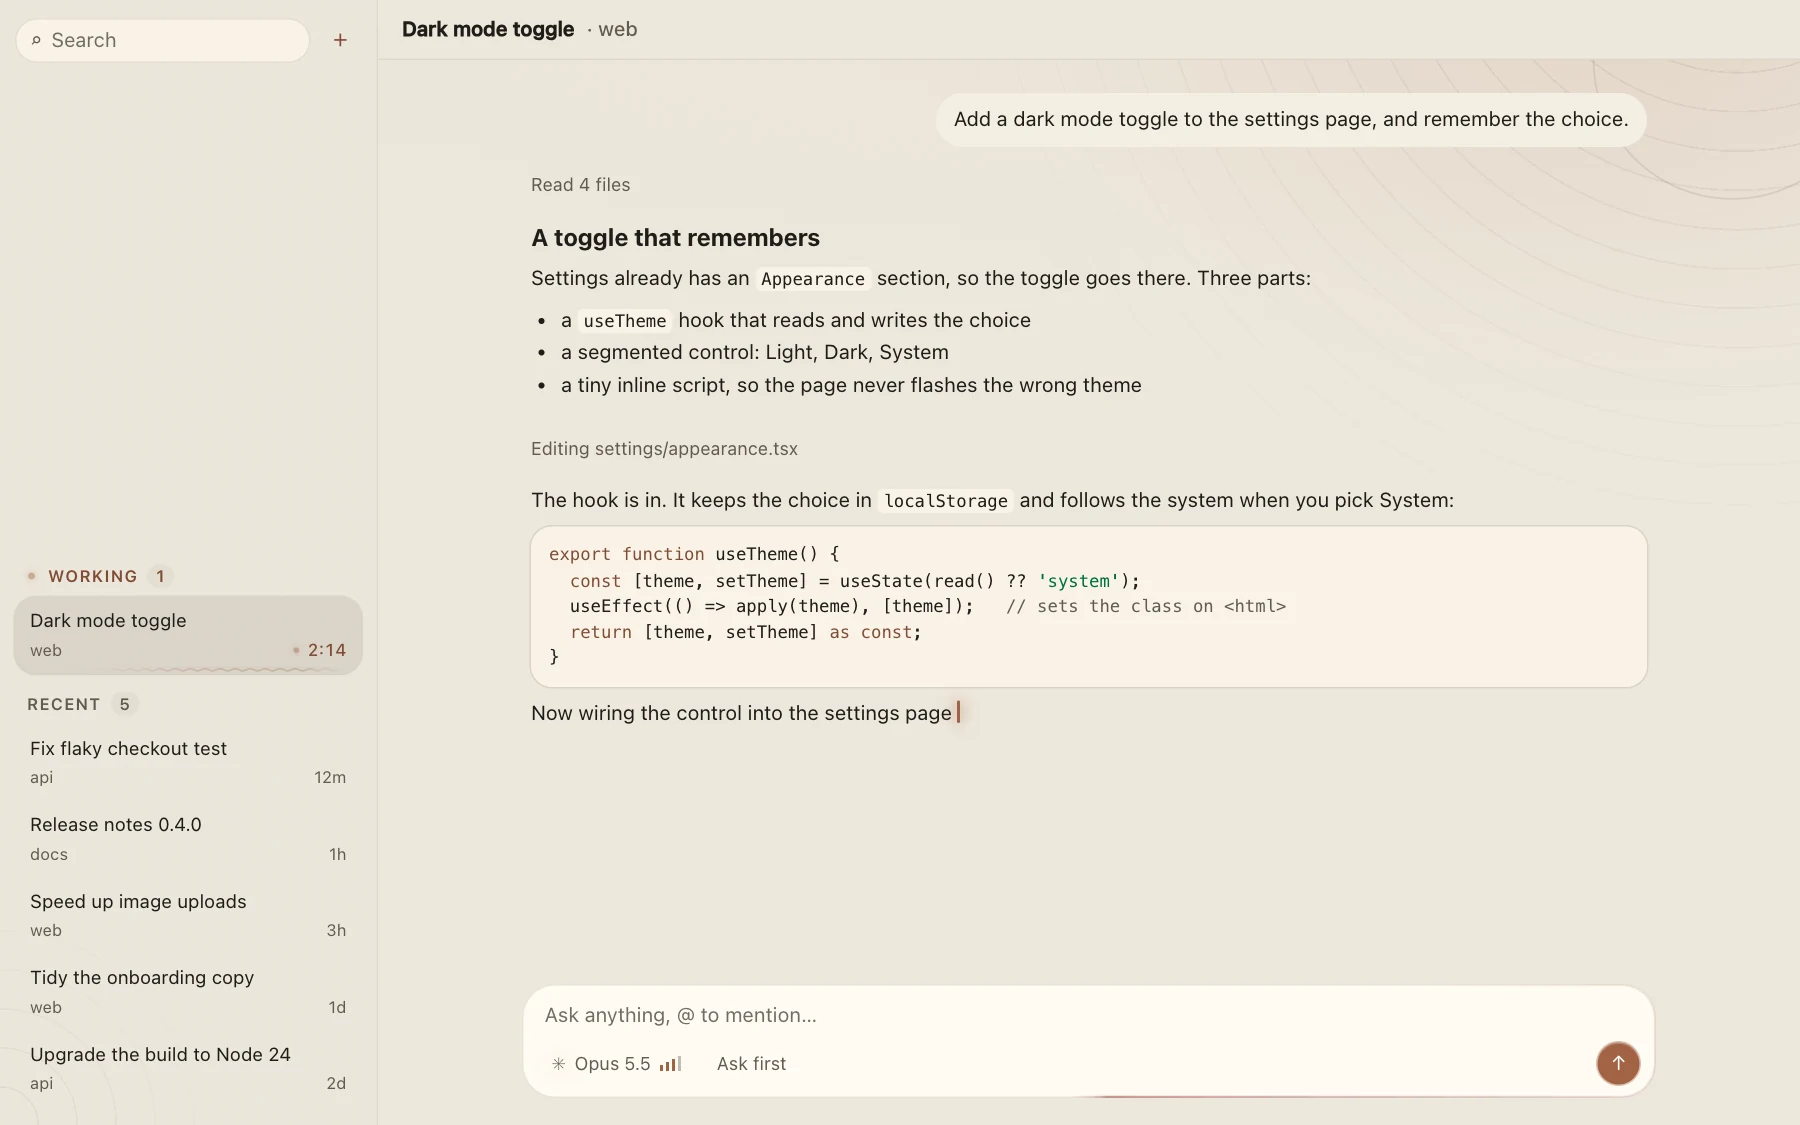 Search
+
Dark mode toggle · web
Add a dark mode toggle to the settings page, and remember the choice.
Read 4 files
A toggle that remembers
Settings already has an Appearance section, so the toggle goes there. Three parts:
• a useTheme hook that reads and writes the choice
• a segmented control: Light, Dark, System
• a tiny inline script, so the page never flashes the wrong theme
Editing settings/appearance.tsx
The hook is in. It keeps the choice in localStorage and follows the system when you pick System:
export function useTheme() {
  const [theme, setTheme] = useState(read() ?? 'system');
  useEffect(() => apply(theme), [theme]);   // sets the class on <html>
  return [theme, setTheme] as const;
}
Now wiring the control into the settings page
WORKING 1
Dark mode toggle
web 2:14
RECENT 5
Fix flaky checkout test
api 12m
Release notes 0.4.0
docs 1h
Speed up image uploads
web 3h
Tidy the onboarding copy
web 1d
Upgrade the build to Node 24
api 2d
Ask anything, @ to mention...
Opus 5.5 Ask first